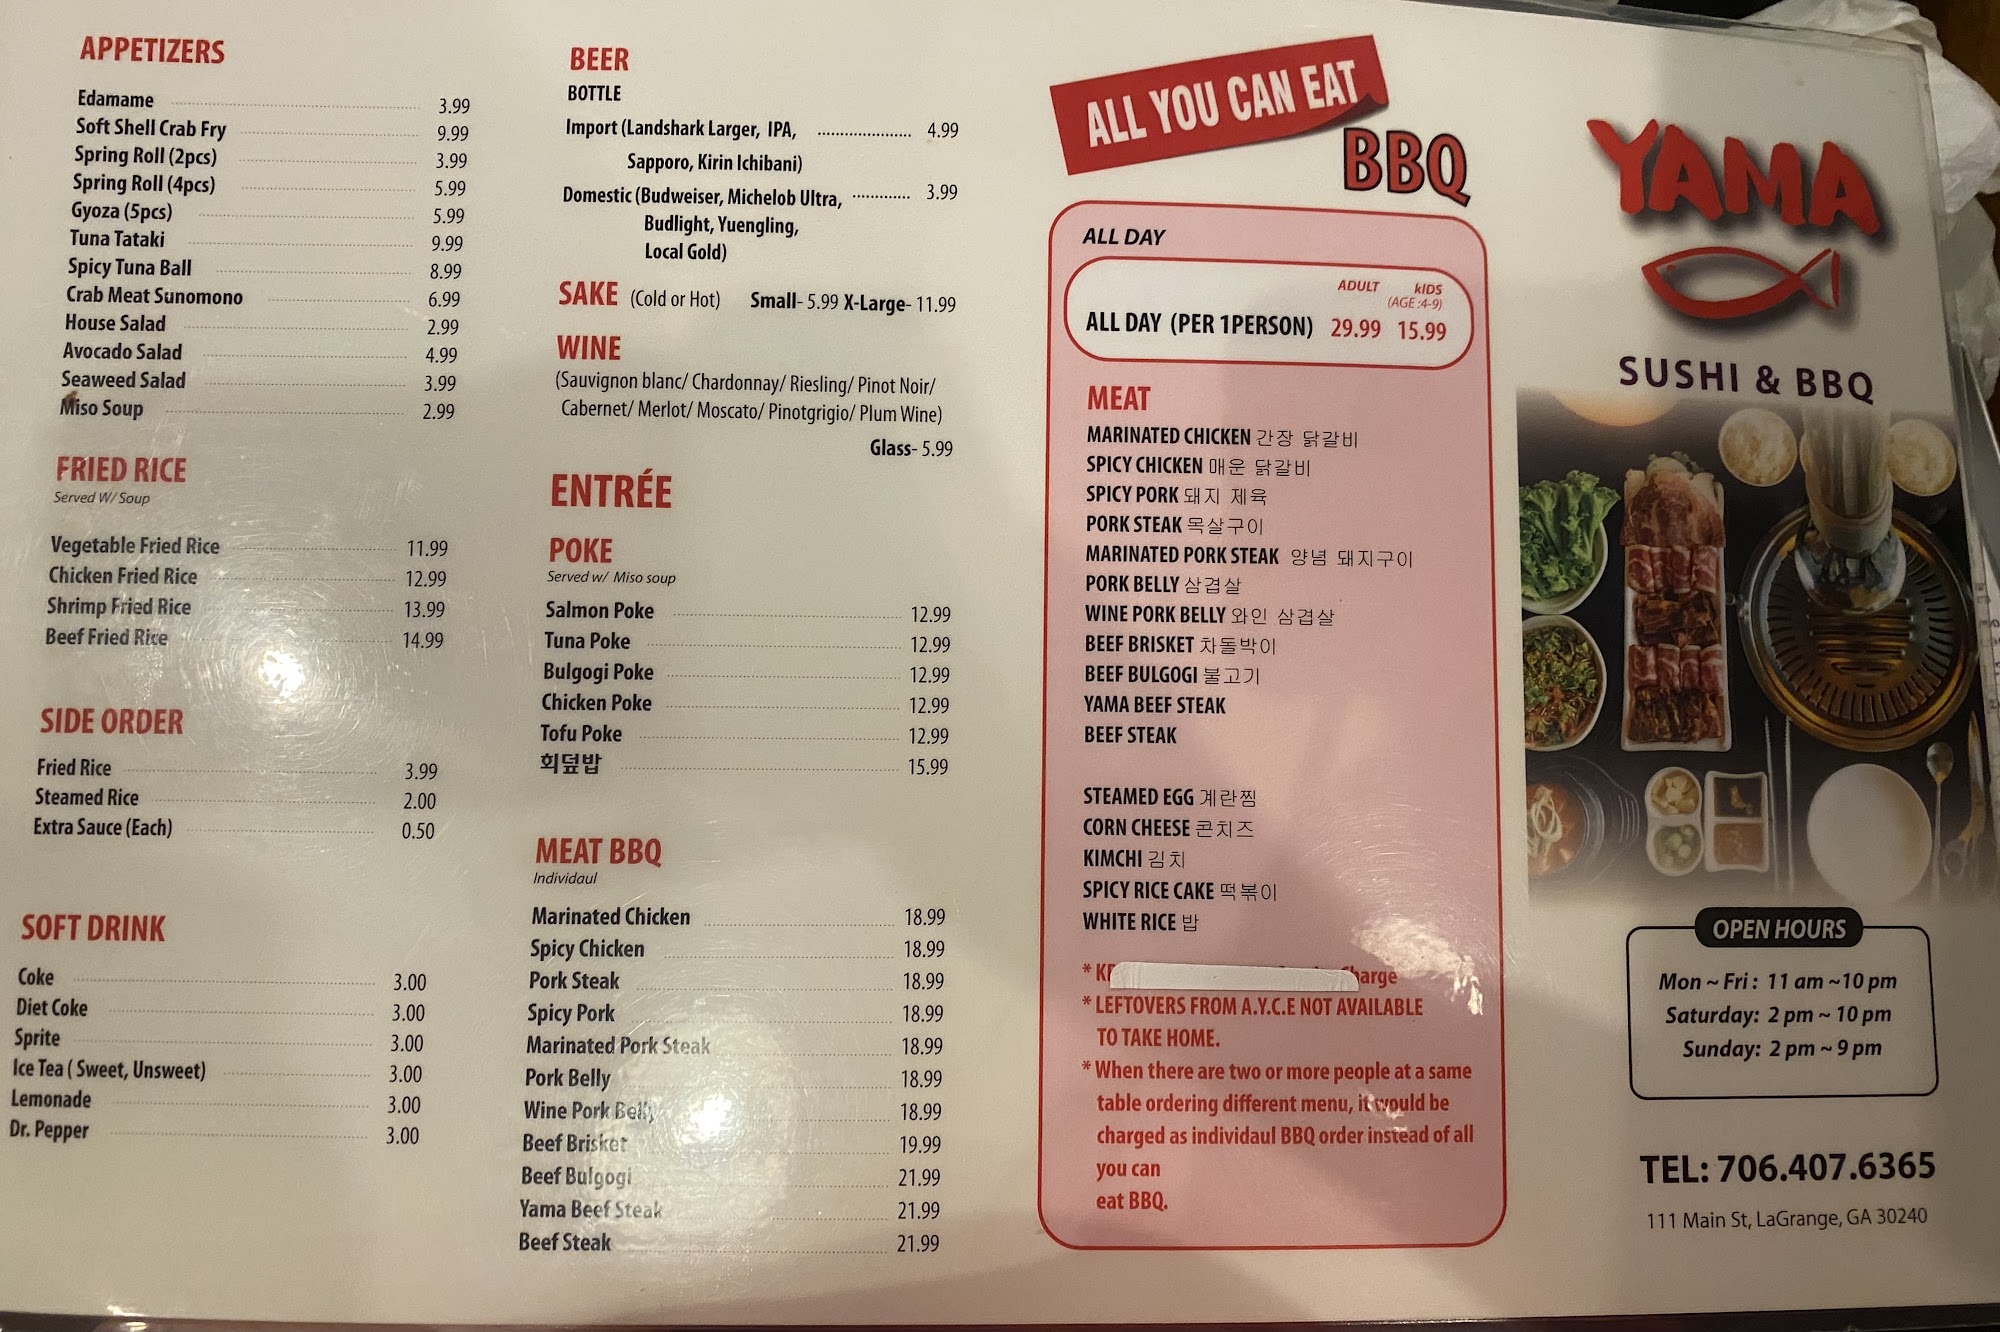 APPETIZERS
Edamame 3.99
Soft Shell Crab Fry 9.99
Spring Roll (2pcs) 3.99
Spring Roll (4pcs) 5.99
Gyoza (5pcs) 5.99
Tuna Tataki 9.99
Spicy Tuna Ball 8.99
Crab Meat Sunomono 6.99
House Salad 2.99
Avocado Salad 4.99
Seaweed Salad 3.99
Miso Soup 2.99
FRIED RICE
Served W/ Soup
Vegetable Fried Rice 11.99
Chicken Fried Rice 12.99
Shrimp Fried Rice 13.99
Beef Fried Rice 14.99
SIDE ORDER
Fried Rice 3.99
Steamed Rice 2.00
Extra Sauce (Each) 0.50
SOFT DRINK
Coke 3.00
Diet Coke 3.00
Sprite 3.00
Ice Tea ( Sweet, Unsweet) 3.00
Lemonade 3.00
Dr. Pepper 3.00
BEER
BOTTLE
Import (Landshark Larger, IPA, 4.99
Sapporo, Kirin Ichibani)
Domestic (Budweiser, Michelob Ultra, 3.99
Budlight, Yuengling,
Local Gold)
SAKE (Cold or Hot) Small- 5.99 X-Large- 11.99
WINE
(Sauvignon blanc/ Chardonnay/ Riesling/ Pinot Noir/
Cabernet/ Merlot/ Moscato/ Pinotgrigio/ Plum Wine)
Glass- 5.99
ENTRÉE
POKE
Served w/ Miso soup
Salmon Poke 12.99
Tuna Poke 12.99
Bulgogi Poke 12.99
Chicken Poke 12.99
Tofu Poke 12.99
회덮밥 15.99
MEAT BBQ
Individaul
Marinated Chicken 18.99
Spicy Chicken 18.99
Pork Steak 18.99
Spicy Pork 18.99
Marinated Pork Steak 18.99
Pork Belly 18.99
Wine Pork Belly 18.99
Beef Brisket 19.99
Beef Bulgogi 21.99
Yama Beef Steak 21.99
Beef Steak 21.99
ALL YOU CAN EAT
BBQ
ALL DAY
ADULT KIDS
(AGE :4-9)
ALL DAY (PER 1PERSON) 29.99 15.99
MEAT
MARINATED CHICKEN 간장 닭갈비
SPICY CHICKEN 매운 닭갈비
SPICY PORK 돼지 제육
PORK STEAK 목살구이
MARINATED PORK STEAK 양념 돼지구이
PORK BELLY 삼겹살
WINE PORK BELLY 와인 삼겹살
BEEF BRISKET 차돌박이
BEEF BULGOGI 불고기
YAMA BEEF STEAK
BEEF STEAK
STEAMED EGG 계란찜
CORN CHEESE 콘치즈
KIMCHI 김치
SPICY RICE CAKE 떡볶이
WHITE RICE 밥
*
* LEFTOVERS FROM A.Y.C.E NOT AVAILABLE
TO TAKE HOME.
* When there are two or more people at a same
table ordering different menu, it would be
charged as individaul BBQ order instead of all
you can
eat BBQ.
YAMA
SUSHI & BBQ
OPEN HOURS
Mon ~ Fri : 11 am ~10 pm
Saturday: 2 pm ~ 10 pm
Sunday: 2 pm ~ 9 pm
TEL: 706.407.6365
111 Main St, LaGrange, GA 30240